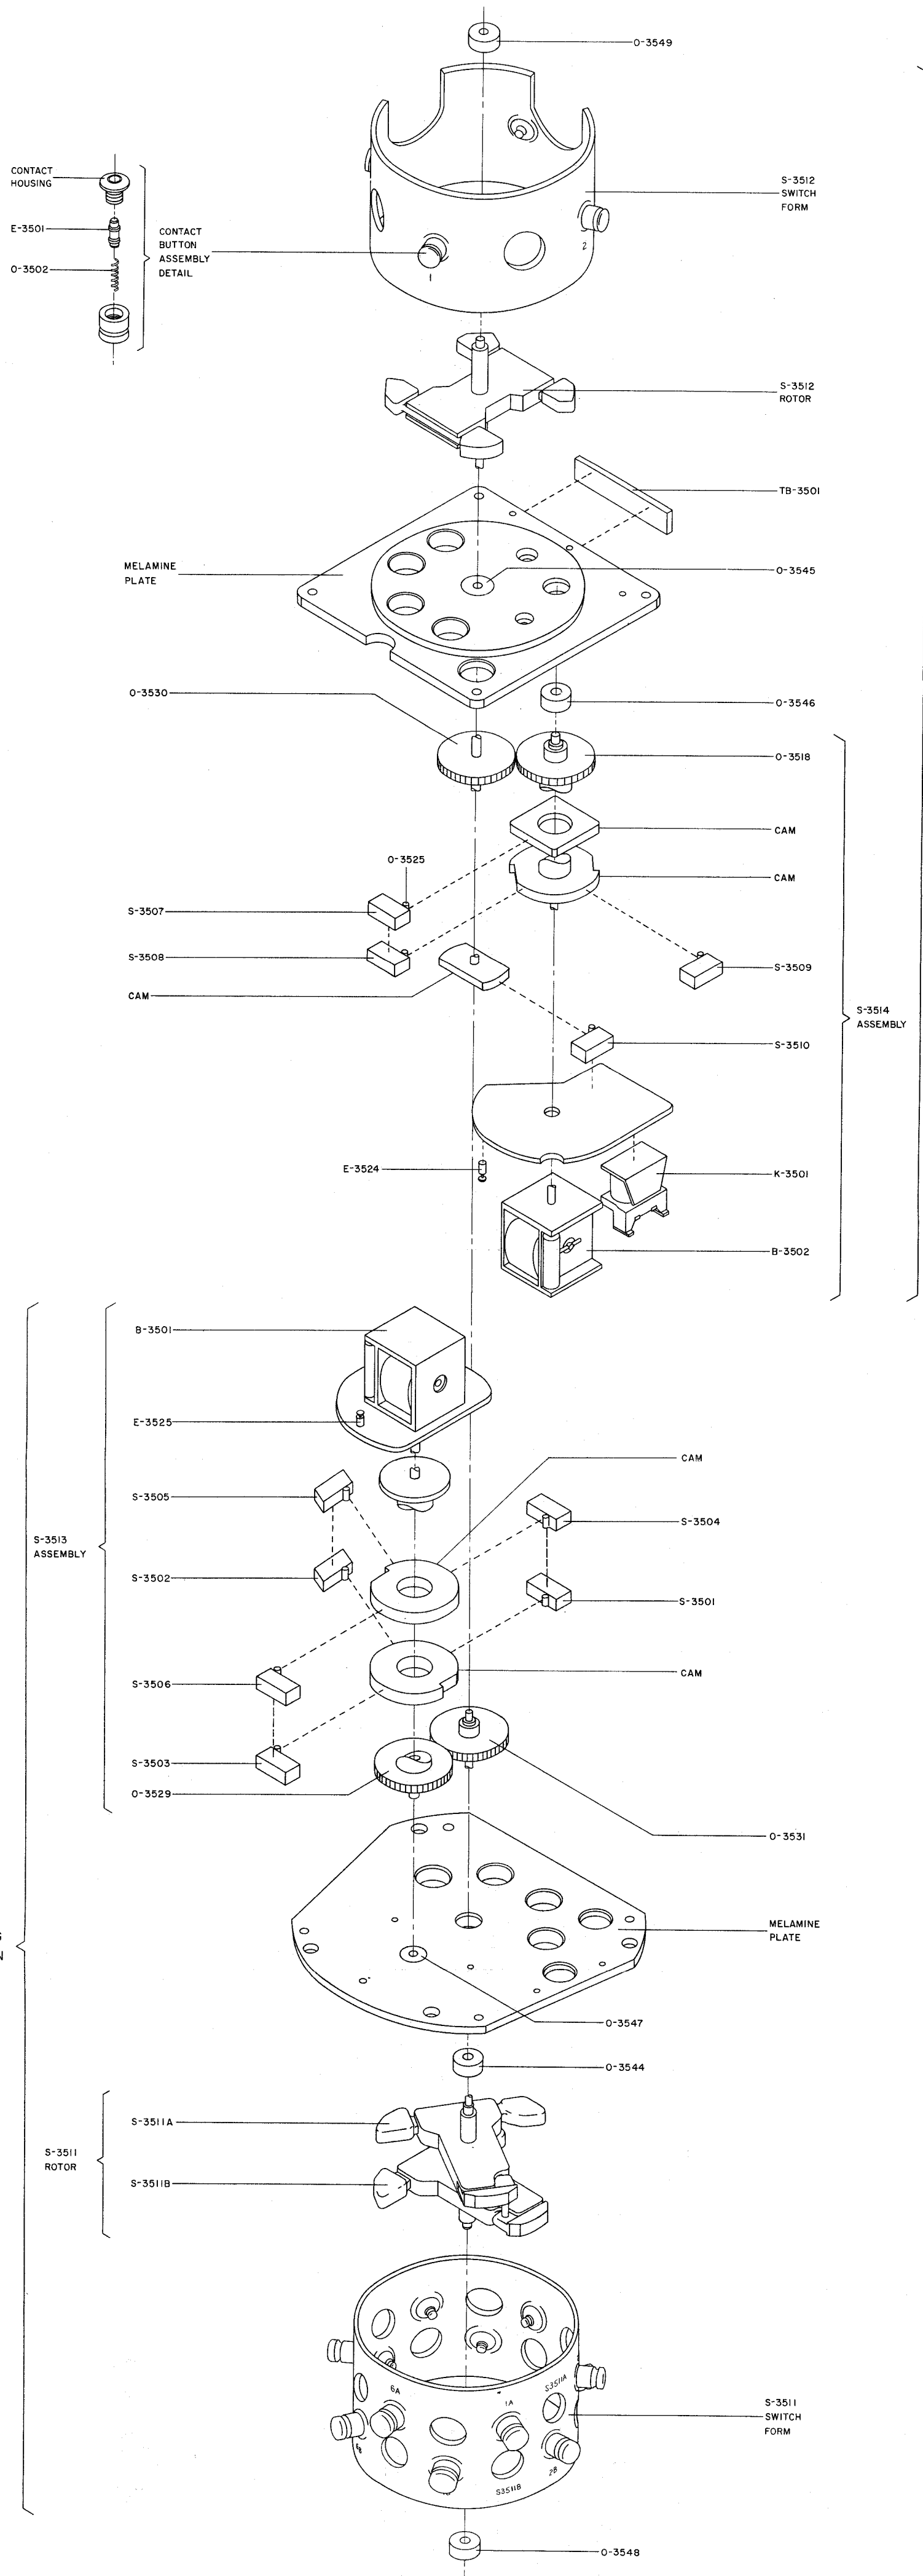 O-3549
CONTACT
HOUSING
E-3501
O-3502
CONTACT
BUTTON
ASSEMBLY
DETAIL
S-3512
SWITCH
FORM
1
2
S-3512
ROTOR
TB-3501
MELAMINE
PLATE
O-3545
O-3530
O-3546
O-3518
CAM
CAM
O-3525
S-3507
S-3508
S-3509
CAM
S-3510
S-3514
ASSEMBLY
E-3524
K-3501
B-3502
B-3501
E-3525
CAM
S-3505
S-3504
S-3513
ASSEMBLY
S-3502
S-3501
S-3506
CAM
S-3503
O-3529
O-3531
MELAMINE
PLATE
S
N
O-3547
O-3544
S-3511A
S-3511
ROTOR
S-3511B
6A
1A
S3511A
S-3511
SWITCH
FORM
6B
S3511B
2B
O-3548